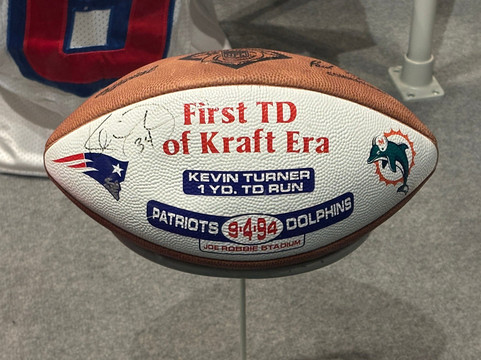 First TD
of Kraft Era
34
KEVIN TURNER
1 YD. TD RUN
PATRIOTS 9·4·94 DOLPHINS
JOE ROBBIE STADIUM